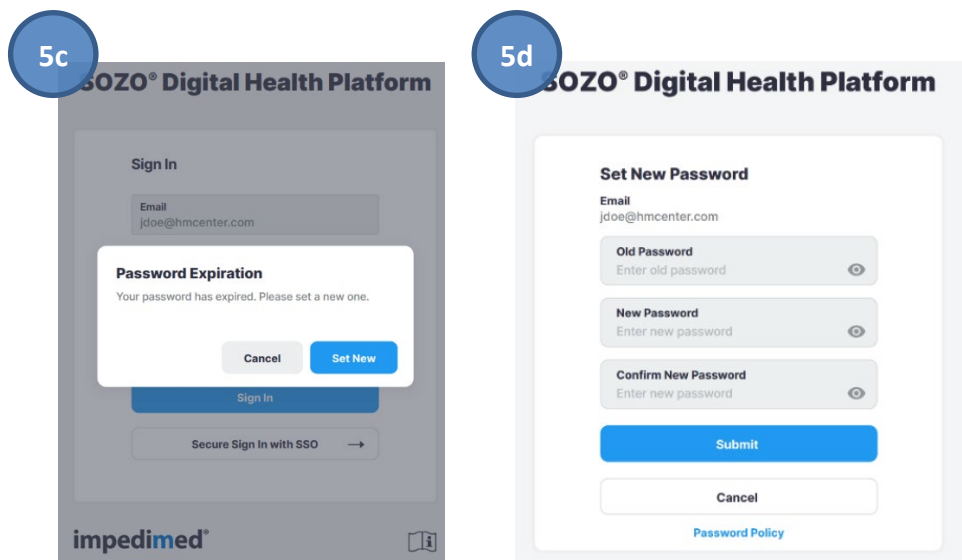 5c
SOZO® Digital Health Platform
Sign In
Email
jdoe@hmcenter.com
Password Expiration
Your password has expired. Please set a new one.
Cancel
Set New
Sign In
Secure Sign In with SSO →
impedimed®
i
5d
SOZO® Digital Health Platform
Set New Password
Email
jdoe@hmcenter.com
Old Password
Enter old password
New Password
Enter new password
Confirm New Password
Enter new password
Submit
Cancel
Password Policy